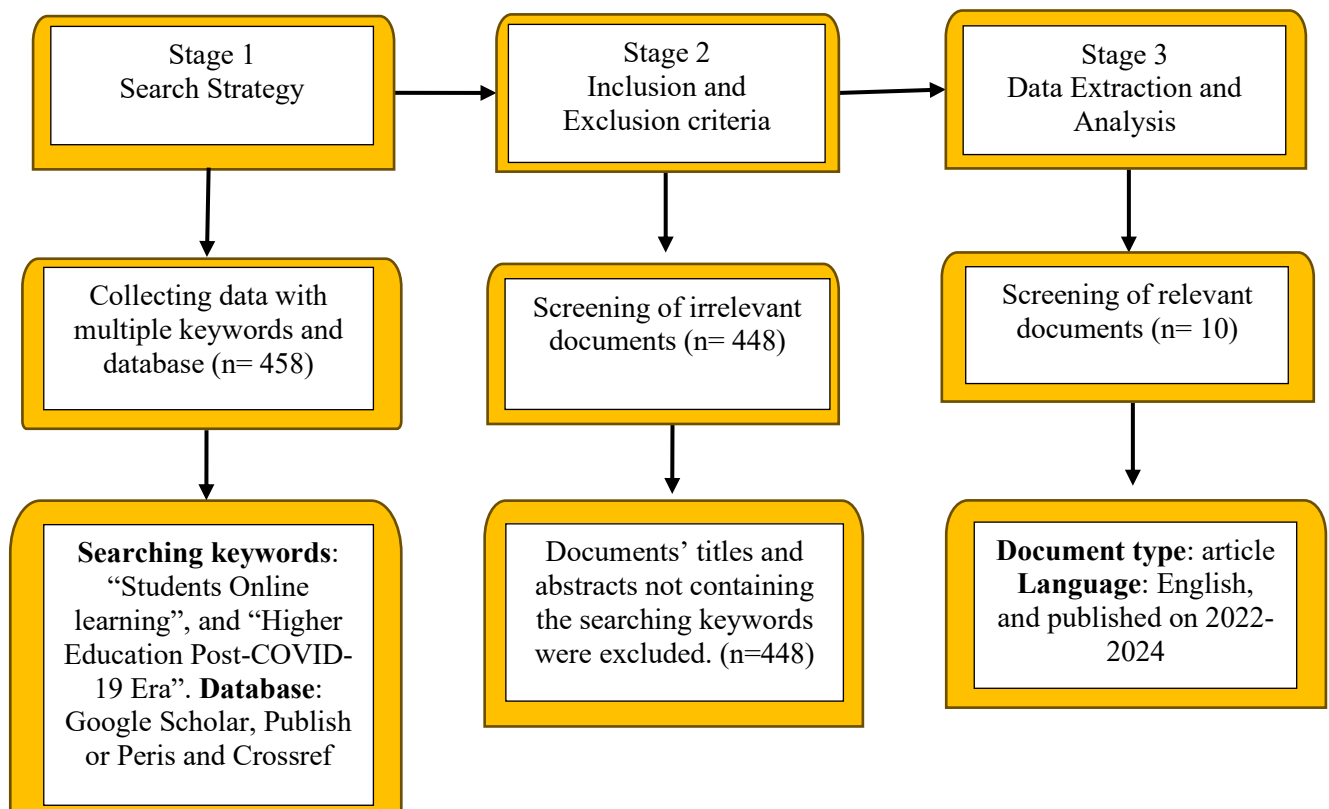 Stage 1
Search Strategy
Stage 2
Inclusion and
Exclusion criteria
Stage 3
Data Extraction and
Analysis
Collecting data with
multiple keywords and
database (n= 458)
Screening of irrelevant
documents (n= 448)
Screening of relevant
documents (n= 10)
Searching keywords:
“Students Online
learning”, and “Higher
Education Post-COVID-
19 Era”. Database:
Google Scholar, Publish
or Peris and Crossref
Documents’ titles and
abstracts not containing
the searching keywords
were excluded. (n=448)
Document type: article
Language: English,
and published on 2022-
2024